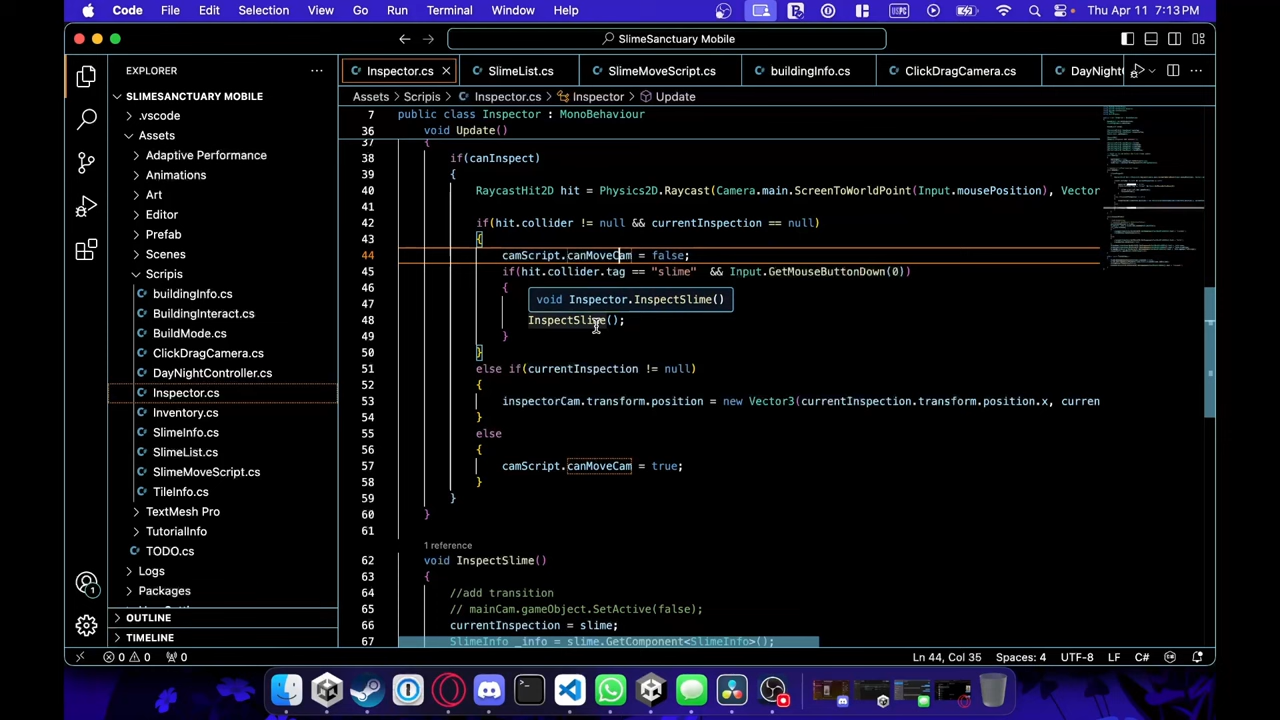 Code File Edit Selection View Go Run Terminal Window Help Thu Apr 11 7:13 PM
SlimeSanctuary Mobile
EXPLORER
SLIMESANCTUARY MOBILE
.vscode
Assets
Adaptive Performance
Animations
Art
Editor
Prefab
Scenes
Scripis
buildingInfo.cs
BuildingInteract.cs
BuildMode.cs
ClickDragCamera.cs
DayNightController.cs
Inspector.cs
Inventory.cs
SlimeInfo.cs
SlimeList.cs
SlimeMoveScript.cs
TileInfo.cs
TextMesh Pro
TutorialInfo
TODO.cs
Logs
Packages
OUTLINE
TIMELINE
Inspector.cs SlimeList.cs SlimeMoveScript.cs buildingInfo.cs ClickDragCamera.cs DayNight
Assets Scripis Inspector.cs Inspector Update
7 public class Inspector : MonoBehaviour
36 void Update()
37 {
38 if(canInspect)
39 {
40 RaycastHit2D hit = Physics2D.Raycast(Camera.main.ScreenToWorldPoint(Input.mousePosition), Vector
41
42 if(hit.collider != null && currentInspection == null)
43 {
44 camScript.canMoveCam = false;
45 if(hit.collider.tag == "slime" && Input.GetMouseButtonDown(0))
46 {
void Inspector.InspectSlime()
47
48 InspectSlime();
49 }
50 }
51 else if(currentInspection != null)
52 {
53 inspectorCam.transform.position = new Vector3(currentInspection.transform.position.x, curren
54 }
55 else
56 {
57 camScript.canMoveCam = true;
58 }
59 }
60 }
61
1 reference
62 void InspectSlime()
63 {
64 //add transition
65 // mainCam.gameObject.SetActive(false);
66 currentInspection = slime;
67 SlimeInfo _info = slime.GetComponent<SlimeInfo>();
0 0 0 Ln 44, Col 35 Spaces: 4 UTF-8 LF C#